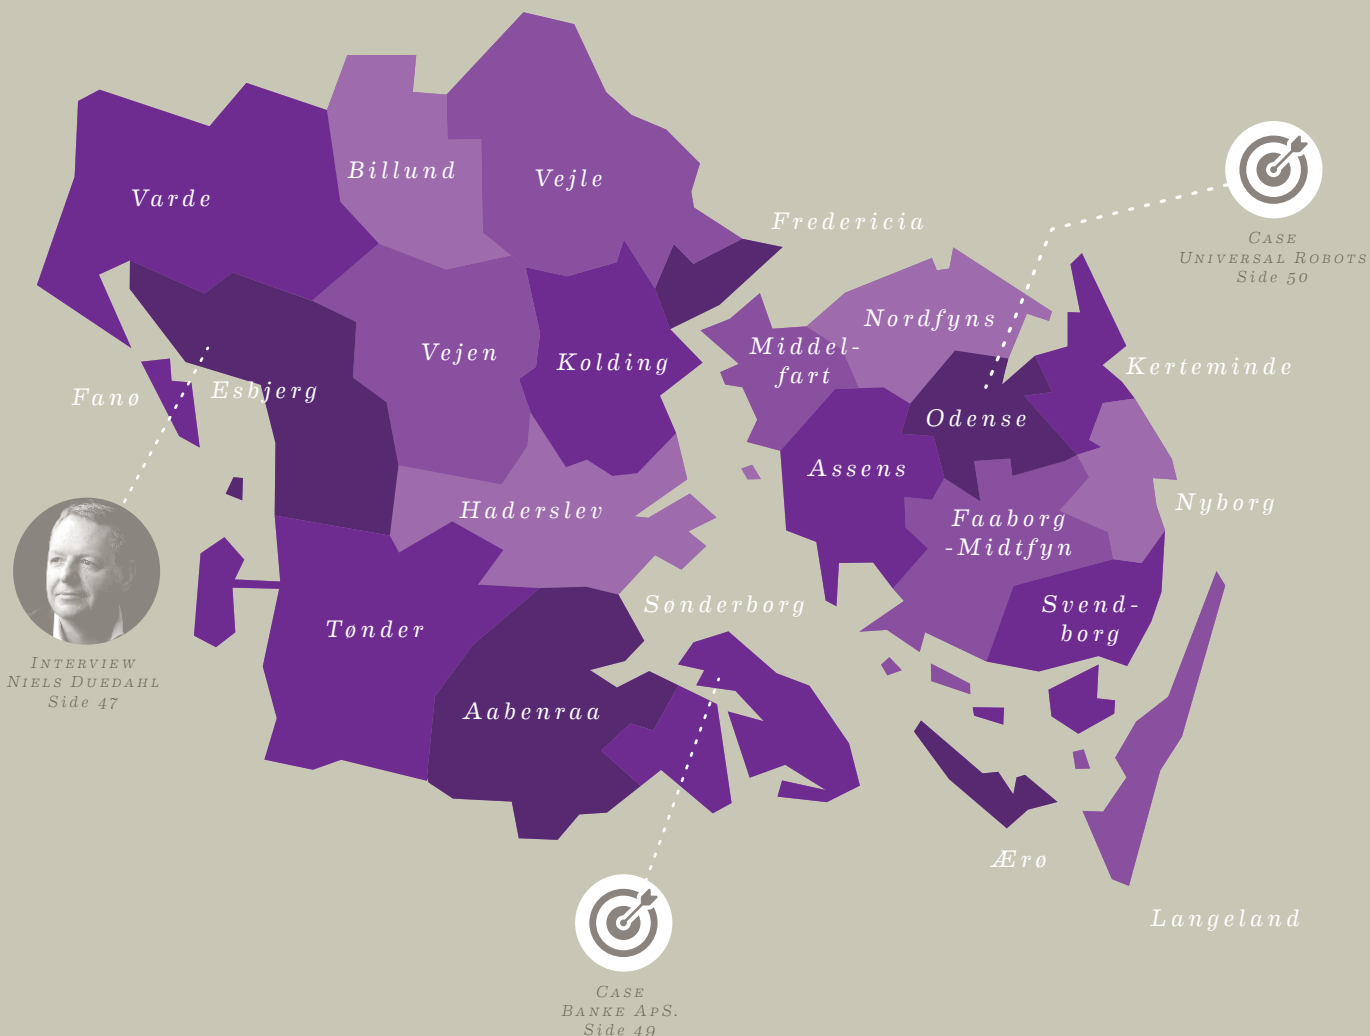 Billund
Vejle
Varde
Fredericia
Case
Universal Robots
Side 50
Nordfyns
Middel-
fart
Vejen
Kolding
Kerteminde
Fanø
Esbjerg
Odense
Assens
Haderslev
Nyborg
Faaborg
-Midtfyn
Sønderborg
Svend-
borg
Tønder
Interview
Niels Duedahl
Side 47
Aabenraa
Ærø
Langeland
Case
Banke ApS.
Side 49